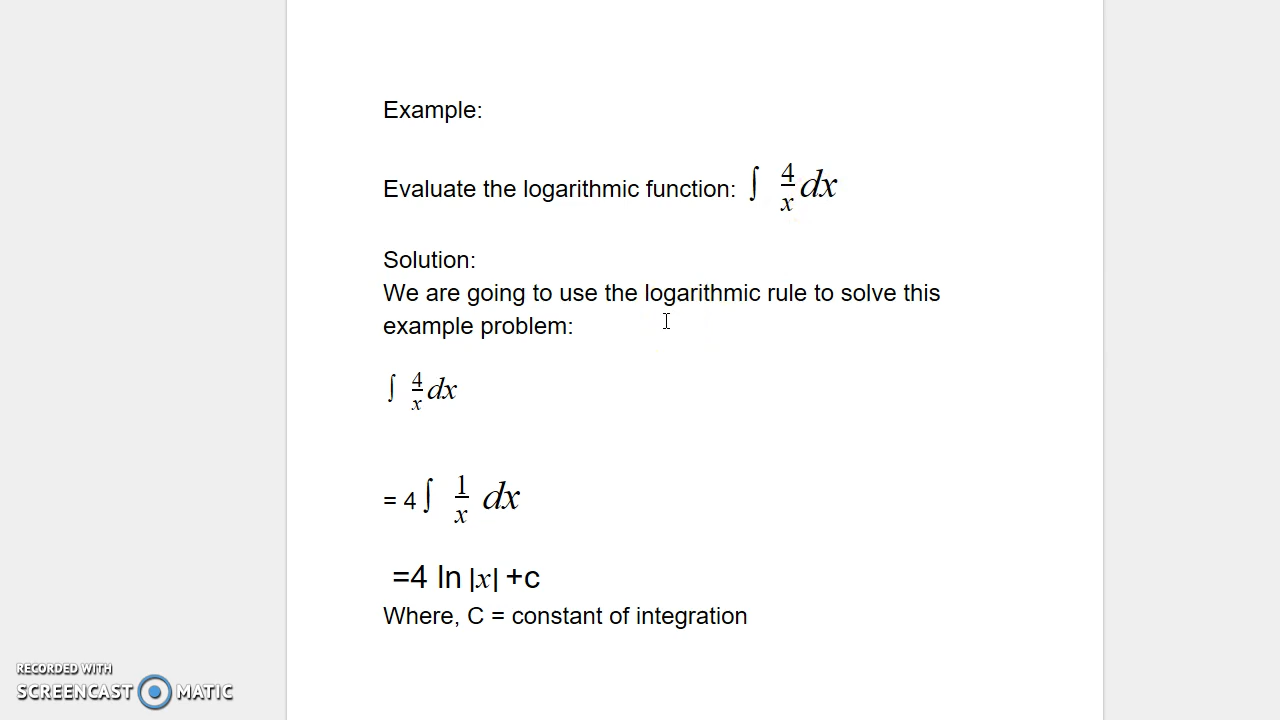 Example:
Evaluate the logarithmic function: ∫ 4/x dx
Solution:
We are going to use the logarithmic rule to solve this
example problem:
∫ 4/x dx
= 4 ∫ 1/x dx
=4 ln |x| +c
Where, C = constant of integration
RECORDED WITH
SCREENCAST MATIC